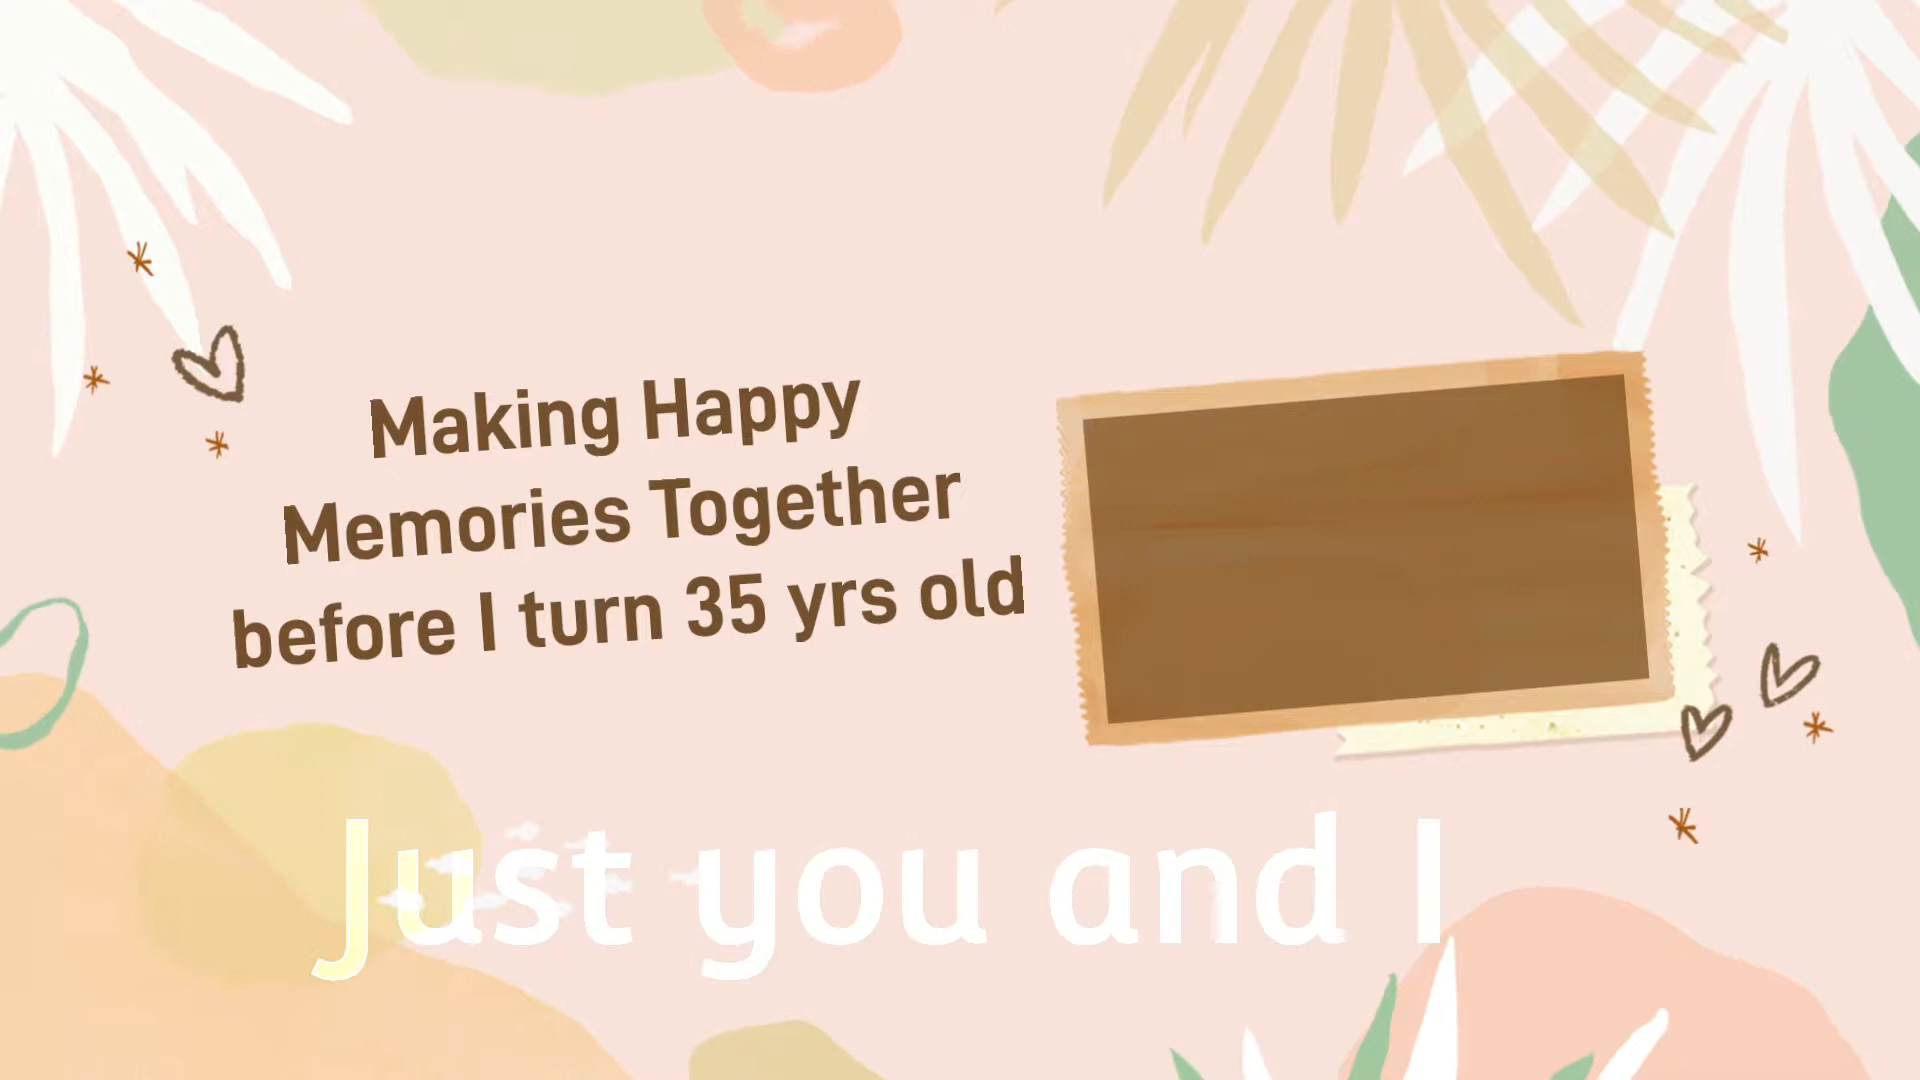 Making Happy
Memories Together
before I turn 35 yrs old
Just you and I